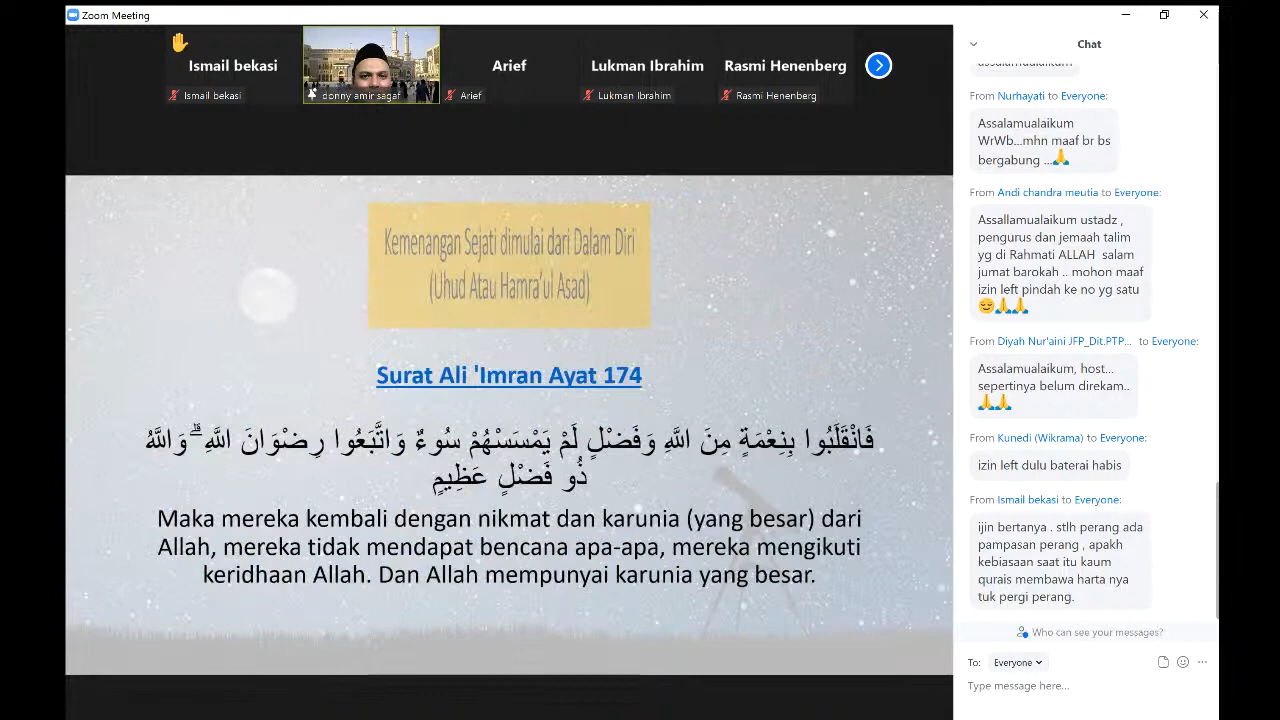 Zoom Meeting
Ismail bekasi
Arief
Lukman Ibrahim
Rasmi Henenberg
Ismail bekasi
donny amir sagaf
Arief
Lukman Ibrahim
Rasmi Henenberg
Kemenangan Sejati dimulai dari Dalam Diri
(Uhud Atau Hamra'ul Asad)
Surat Ali 'Imran Ayat 174
فَانْقَلَبُوا بِنِعْمَةٍ مِنَ اللَّهِ وَفَضْلٍ لَمْ يَمْسَسْهُمْ سُوءٌ وَاتَّبَعُوا رِضْوَانَ اللَّهِ ۗ وَاللَّهُ
ذُو فَضْلٍ عَظِيمٍ
Maka mereka kembali dengan nikmat dan karunia (yang besar) dari
Allah, mereka tidak mendapat bencana apa-apa, mereka mengikuti
keridhaan Allah. Dan Allah mempunyai karunia yang besar.
Chat
assalamualaikum
From Nurhayati to Everyone:
Assalamualaikum
WrWb...mhn maaf br bs
bergabung ...🙏
From Andi chandra meutia to Everyone:
Assallamualaikum ustadz ,
pengurus dan jemaah talim
yg di Rahmati ALLAH salam
jumat barokah .. mohon maaf
izin left pindah ke no yg satu
😌🙏🙏
From Diyah Nur'aini JFP_Dit.PTP... to Everyone:
Assalamualaikum, host...
sepertinya belum direkam..
🙏🙏
From Kunedi (Wikrama) to Everyone:
izin left dulu baterai habis
From Ismail bekasi to Everyone:
ijin bertanya . stlh perang ada
pampasan perang , apakh
kebiasaan saat itu kaum
qurais membawa harta nya
tuk pergi perang.
Who can see your messages?
To: Everyone
Type message here...